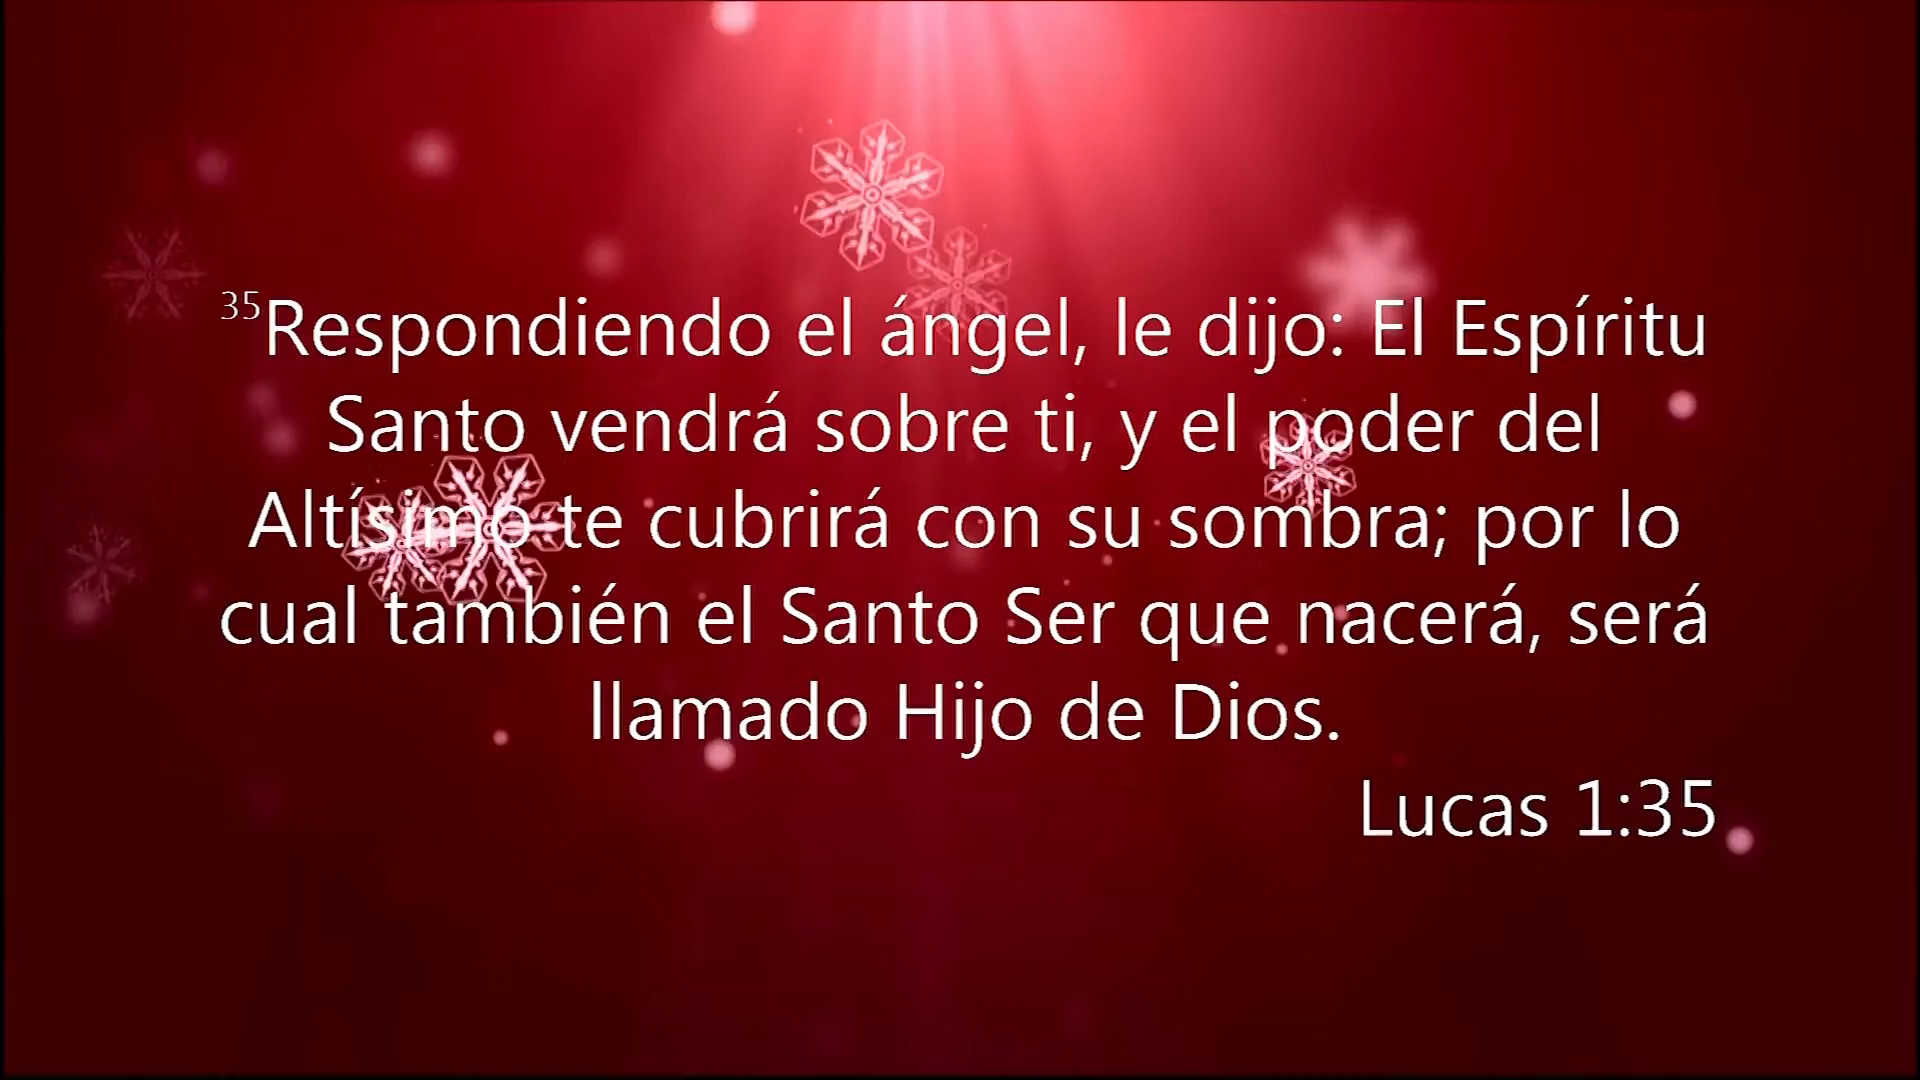 ³⁵Respondiendo el ángel, le dijo: El Espíritu
Santo vendrá sobre ti, y el poder del
Altísimo te cubrirá con su sombra; por lo
cual también el Santo Ser que nacerá, será
llamado Hijo de Dios.
Lucas 1:35